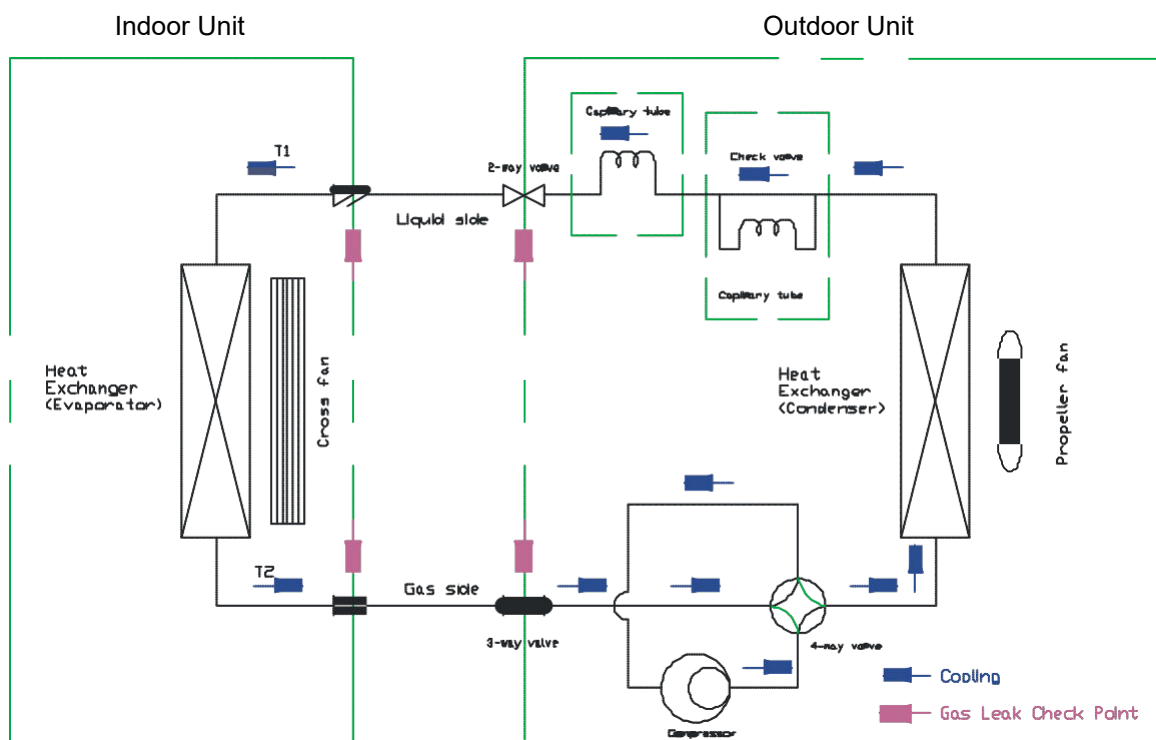 Indoor Unit
Outdoor Unit
Capillary tube
T1
2-way valve
Check valve
Liquid side
Capillary tube
Heat
Exchanger
(Evaporator)
Cross fan
Heat
Exchanger
(Condenser)
Propeller fan
T2
Gas side
3-way valve
4-way valve
Compressor
Cooling
Gas Leak Check Point